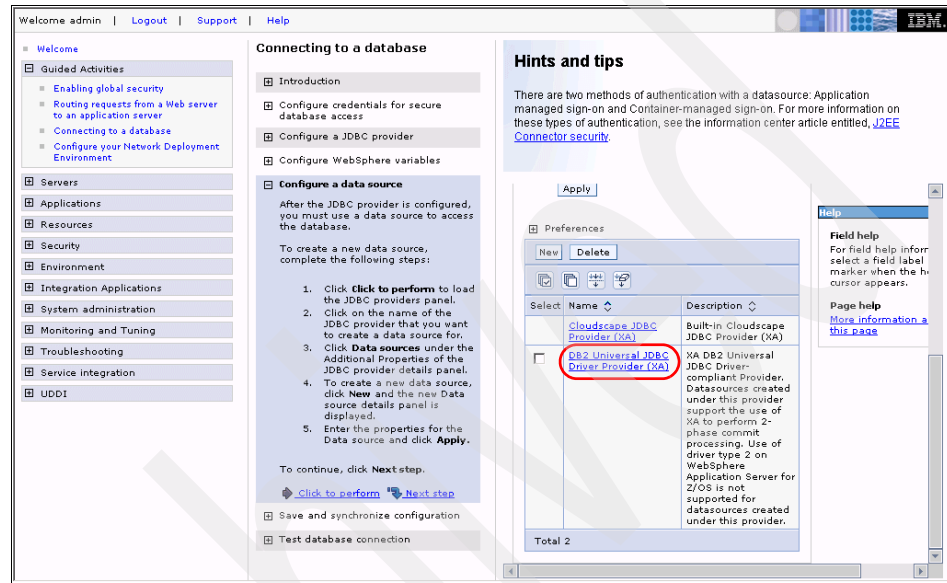 Welcome admin | Logout | Support | Help
IBM.
Welcome
Guided Activities
Enabling global security
Routing requests from a Web server
to an application server
Connecting to a database
Configure your Network Deployment
Environment
Servers
Applications
Resources
Security
Environment
Integration Applications
System administration
Monitoring and Tuning
Troubleshooting
Service integration
UDDI
Connecting to a database
Introduction
Configure credentials for secure
database access
Configure a JDBC provider
Configure WebSphere variables
Configure a data source
After the JDBC provider is configured,
you must use a data source to access
the database.
To create a new data source,
complete the following steps:
1. Click Click to perform to load
the JDBC providers panel.
2. Click on the name of the
JDBC provider that you want
to create a data source for.
3. Click Data sources under the
Additional Properties of the
JDBC provider details panel.
4. To create a new data source,
click New and the new Data
source details panel is
displayed.
5. Enter the properties for the
Data source and click Apply.
To continue, click Next step.
Click to perform Next step
Save and synchronize configuration
Test database connection
Hints and tips
There are two methods of authentication with a datasource: Application
managed sign-on and Container-managed sign-on. For more information on
these types of authentication, see the information center article entitled, J2EE
Connector security.
Apply
Preferences
New Delete
Select Name Description
Cloudscape JDBC
Provider (XA)
Built-in Cloudscape
JDBC Provider (XA)
DB2 Universal JDBC
Driver Provider (XA)
XA DB2 Universal
JDBC Driver-
compliant Provider.
Datasources created
under this provider
support the use of
XA to perform 2-
phase commit
processing. Use of
driver type 2 on
WebSphere
Application Server for
Z/OS is not
supported for
datasources created
under this provider.
Total 2
Help
Field help
For field help inforr
select a field label
marker when the h
cursor appears.
Page help
More information a
this page